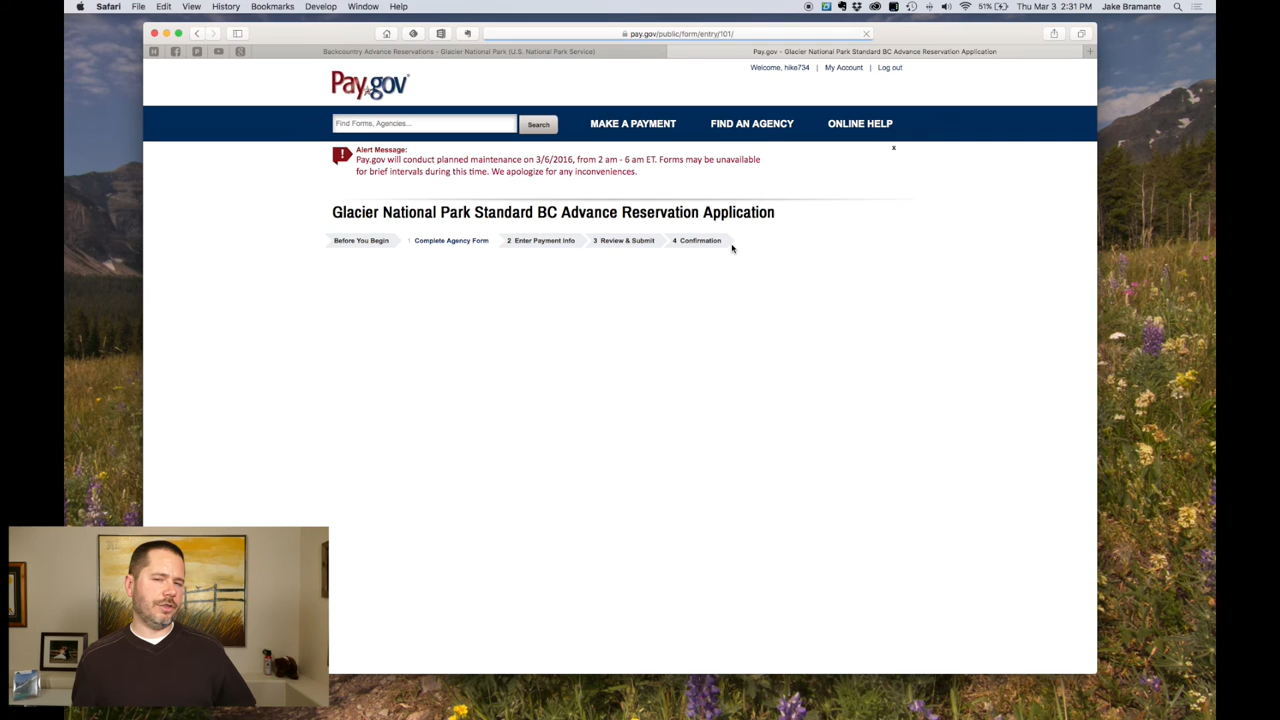 Safari File Edit View History Bookmarks Develop Window Help
51% Thu Mar 3 2:31 PM Jake Bramante
pay.gov/public/form/entry/101/
Backcountry Advance Reservations - Glacier National Park (U.S. National Park Service)
Pay.gov - Glacier National Park Standard BC Advance Reservation Application
Welcome, hike734 | My Account | Log out
Pay.gov
Find Forms, Agencies...
Search
MAKE A PAYMENT
FIND AN AGENCY
ONLINE HELP
Alert Message:
x
Pay.gov will conduct planned maintenance on 3/6/2016, from 2 am - 6 am ET. Forms may be unavailable
for brief intervals during this time. We apologize for any inconveniences.
Glacier National Park Standard BC Advance Reservation Application
Before You Begin
1 Complete Agency Form
2 Enter Payment Info
3 Review & Submit
4 Confirmation